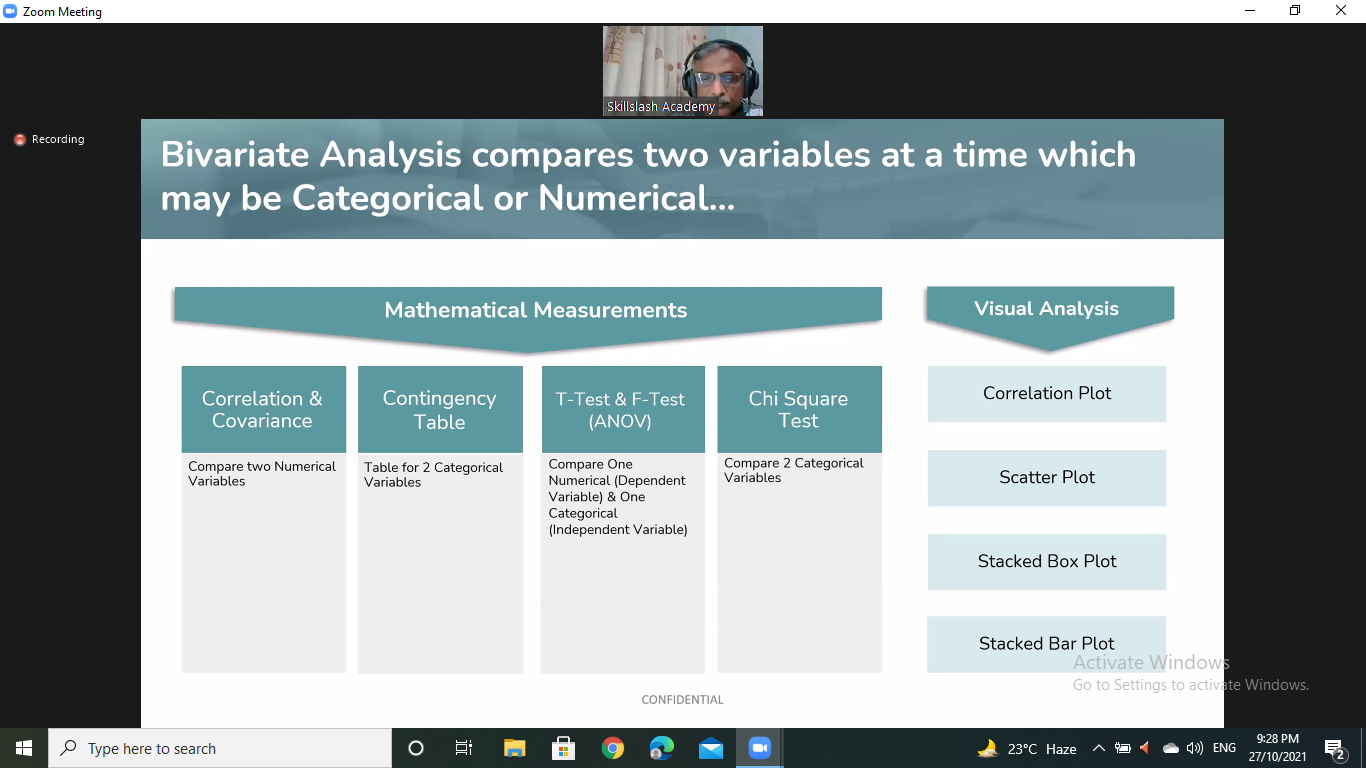 Zoom Meeting
Skillslash Academy
Recording
Bivariate Analysis compares two variables at a time which
may be Categorical or Numerical...
Mathematical Measurements
Visual Analysis
Correlation &
Covariance
Compare two Numerical
Variables
Contingency
Table
Table for 2 Categorical
Variables
T-Test & F-Test
(ANOV)
Compare One
Numerical (Dependent
Variable) & One
Categorical
(Independent Variable)
Chi Square
Test
Compare 2 Categorical
Variables
Correlation Plot
Scatter Plot
Stacked Box Plot
Stacked Bar Plot
Activate Windows
Go to Settings to activate Windows.
CONFIDENTIAL
Type here to search
23°C Haze
ENG
9:28 PM
27/10/2021
2